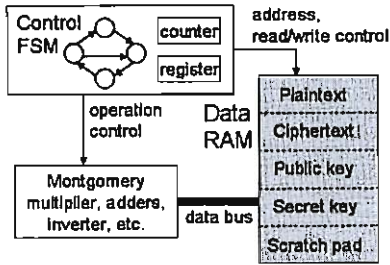 Control
FSM
counter
register
address,
read/write control
operation
control
Data
RAM
Plaintext
Ciphertext
Public key
Secret key
Scratch pad
Montgomery
multiplier, adders,
inverter, etc.
data bus